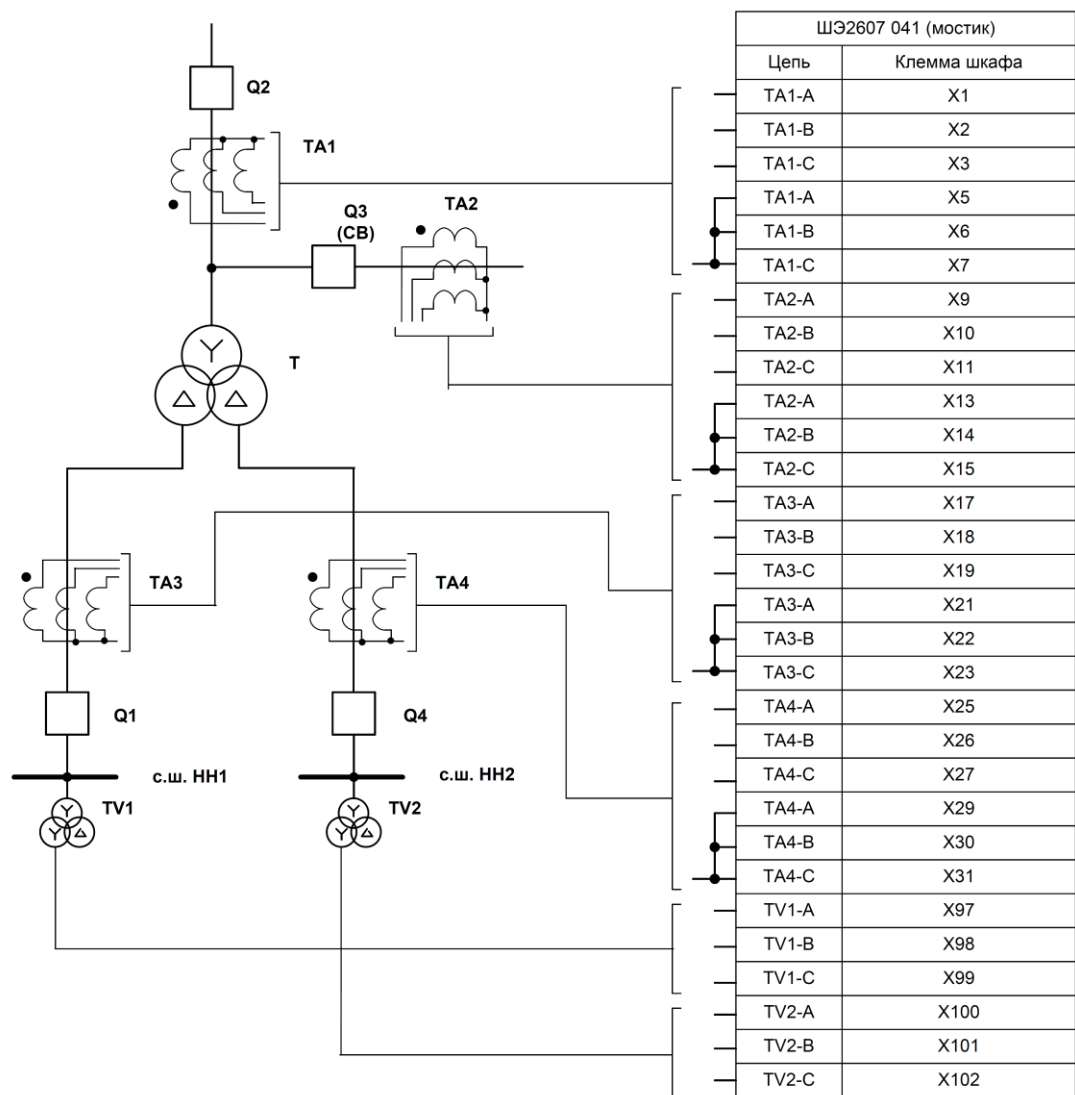 ШЭ2607 041 (мостик)
Цепь Клемма шкафа
TA1-A X1
TA1-B X2
TA1-C X3
TA1-A X5
TA1-B X6
TA1-C X7
TA2-A X9
TA2-B X10
TA2-C X11
TA2-A X13
TA2-B X14
TA2-C X15
TA3-A X17
TA3-B X18
TA3-C X19
TA3-A X21
TA3-B X22
TA3-C X23
TA4-A X25
TA4-B X26
TA4-C X27
TA4-A X29
TA4-B X30
TA4-C X31
TV1-A X97
TV1-B X98
TV1-C X99
TV2-A X100
TV2-B X101
TV2-C X102
Q2
TA1
Q3
(СВ)
TA2
T
TA3
TA4
Q1
Q4
с.ш. НН1
с.ш. НН2
TV1
TV2